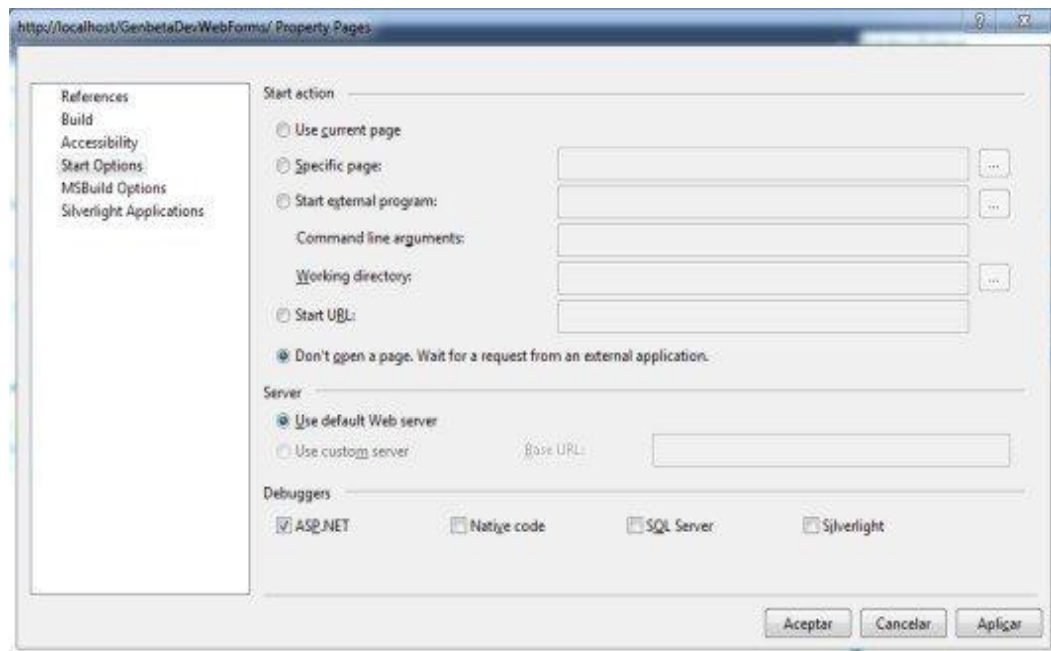 http://localhost/GenbetaDevWebForms/ Property Pages
References
Build
Accessibility
Start Options
MSBuild Options
Silverlight Applications
Start action
Use current page
Specific page:
...
Start external program:
...
Command line arguments:
Working directory:
...
Start URL:
Don't open a page. Wait for a request from an external application.
Server
Use default Web server
Use custom server Base URL:
Debuggers
ASP.NET Native code SQL Server Silverlight
Aceptar Cancelar Aplicar